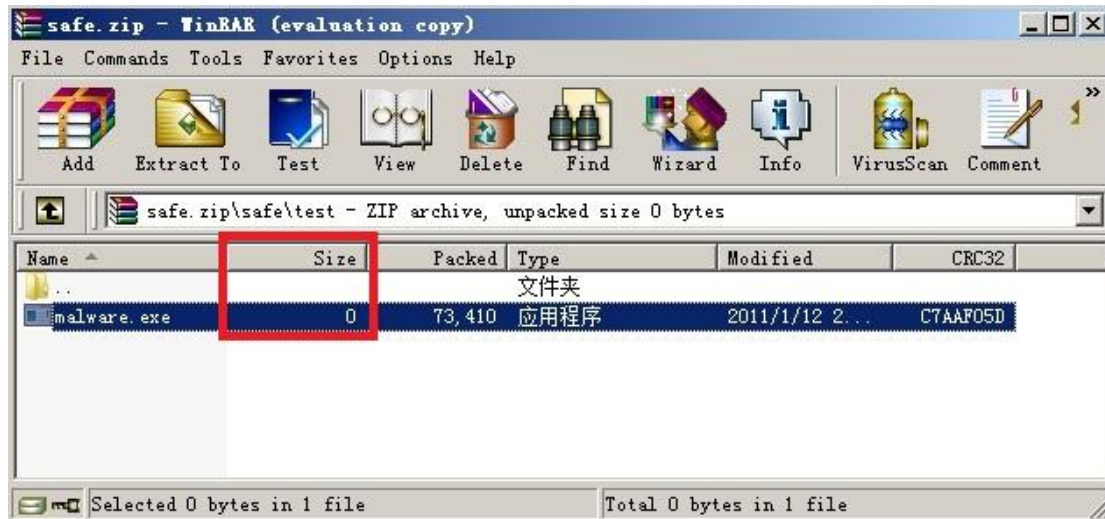 safe.zip - WinRAR (evaluation copy)
File Commands Tools Favorites Options Help
Add Extract To Test View Delete Find Wizard Info VirusScan Comment
safe.zip\safe\test - ZIP archive, unpacked size 0 bytes
Name Size Packed Type Modified CRC32
.. 文件夹
malware.exe 0 73,410 应用程序 2011/1/12 2... C7AAF05D
Selected 0 bytes in 1 file Total 0 bytes in 1 file